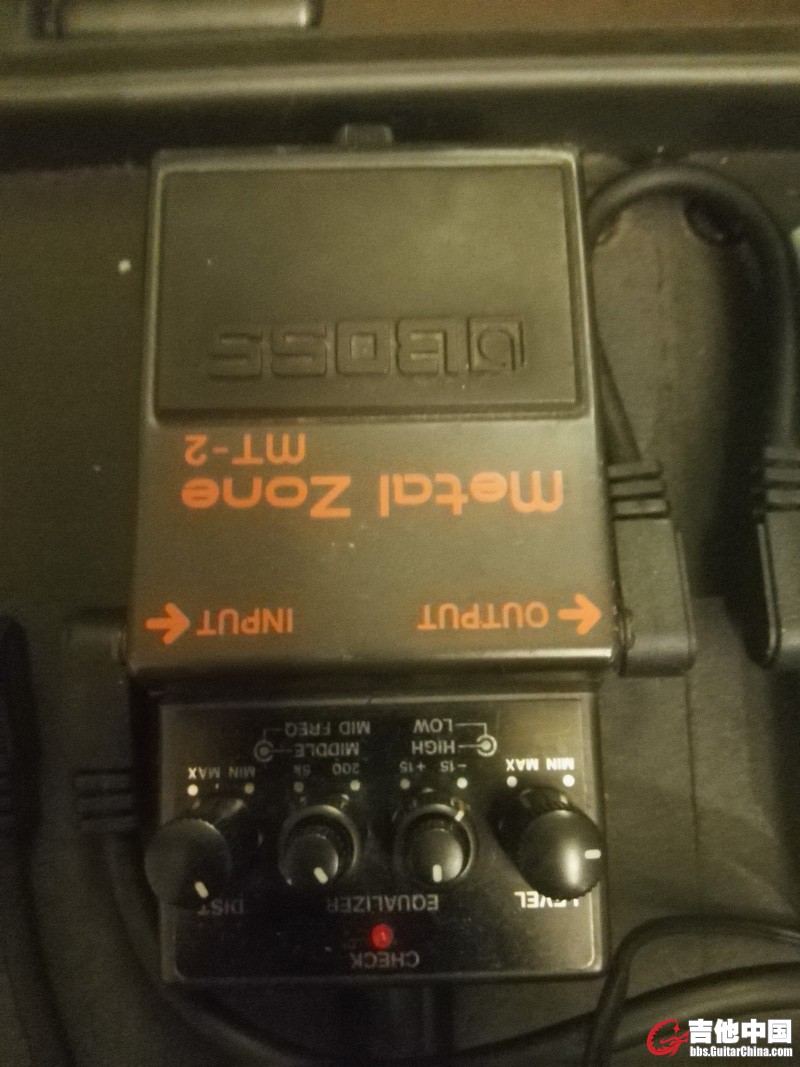 CHECK
LEVEL EQUALIZER DIST
MIN MAX -15 +15 200 5k MIN MAX
HIGH MIDDLE
LOW MID FREQ
OUTPUT INPUT
Metal Zone
MT-2
BOSS
吉他中国
bbs.GuitarChina.com